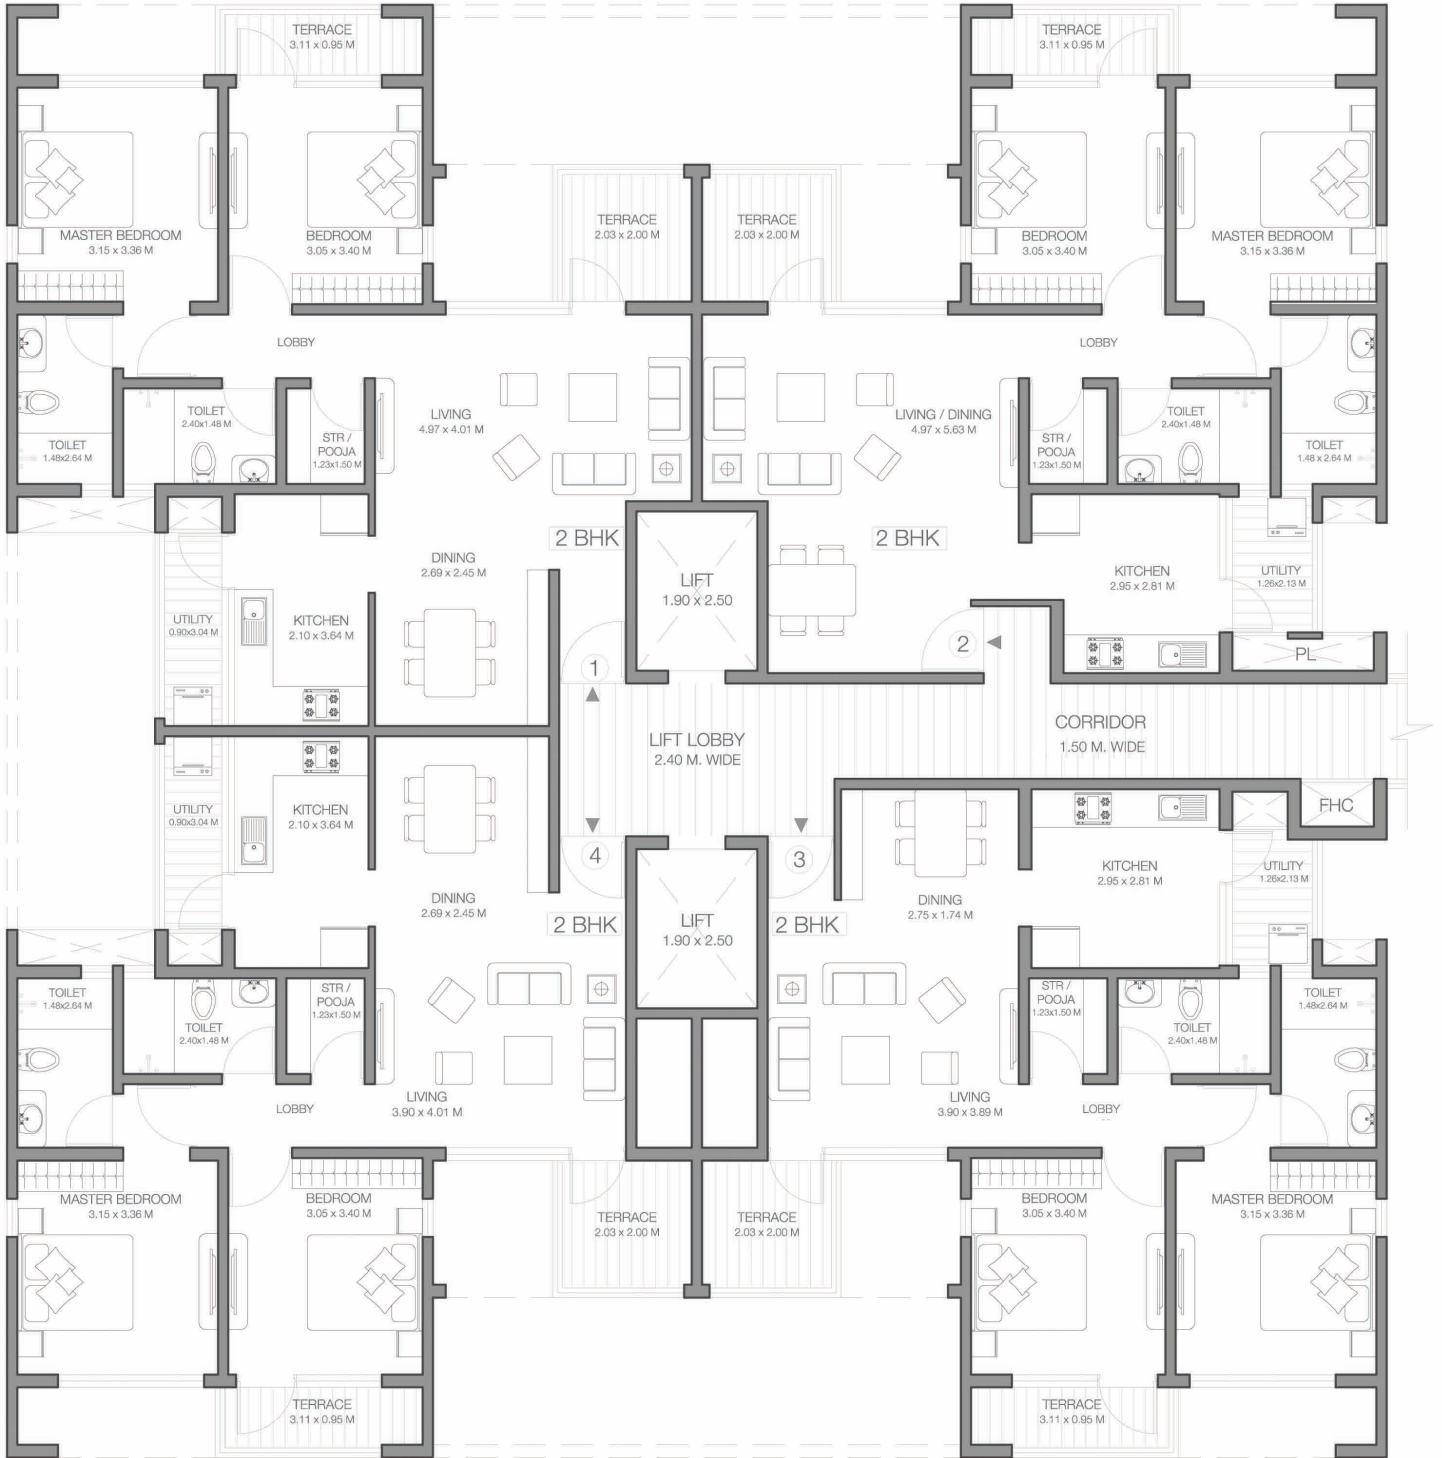 TERRACE
3.11 x 0.95 M
TERRACE
3.11 x 0.95 M
MASTER BEDROOM
3.15 x 3.36 M
BEDROOM
3.05 x 3.40 M
TERRACE
2.03 x 2.00 M
TERRACE
2.03 x 2.00 M
BEDROOM
3.05 x 3.40 M
MASTER BEDROOM
3.15 x 3.36 M
LOBBY
LOBBY
TOILET
2.40x1.48 M
LIVING
4.97 x 4.01 M
LIVING / DINING
4.97 x 5.63 M
TOILET
2.40x1.48 M
TOILET
1.48x2.64 M
STR /
POOJA
1.23x1.50 M
STR /
POOJA
1.23x1.50 M
TOILET
1.48 x 2.64 M
2 BHK
2 BHK
DINING
2.69 x 2.45 M
LIFT
1.90 x 2.50
KITCHEN
2.95 x 2.81 M
UTILITY
1.26x2.13 M
UTILITY
0.90x3.04 M
KITCHEN
2.10 x 3.64 M
1
2
PL
LIFT LOBBY
2.40 M. WIDE
CORRIDOR
1.50 M. WIDE
UTILITY
0.90x3.04 M
KITCHEN
2.10 x 3.64 M
FHC
4
3
DINING
2.69 x 2.45 M
2 BHK
LIFT
1.90 x 2.50
2 BHK
DINING
2.75 x 1.74 M
KITCHEN
2.95 x 2.81 M
UTILITY
1.26x2.13 M
TOILET
1.48x2.64 M
STR /
POOJA
1.23x1.50 M
STR /
POOJA
1.23x1.50 M
TOILET
1.48x2.64 M
TOILET
2.40x1.48 M
TOILET
2.40x1.48 M
LOBBY
LIVING
3.90 x 4.01 M
LIVING
3.90 x 3.89 M
LOBBY
MASTER BEDROOM
3.15 x 3.36 M
BEDROOM
3.05 x 3.40 M
TERRACE
2.03 x 2.00 M
TERRACE
2.03 x 2.00 M
BEDROOM
3.05 x 3.40 M
MASTER BEDROOM
3.15 x 3.36 M
TERRACE
3.11 x 0.95 M
TERRACE
3.11 x 0.95 M